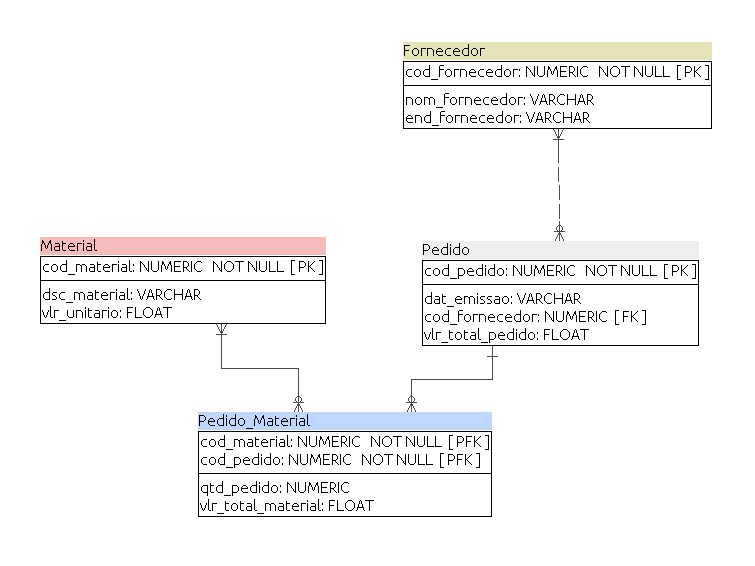 Fornecedor
cod_fornecedor: NUMERIC NOT NULL [ PK ]
nom_fornecedor: VARCHAR
end_fornecedor: VARCHAR
Material
cod_material: NUMERIC NOT NULL [ PK ]
dsc_material: VARCHAR
vlr_unitario: FLOAT
Pedido
cod_pedido: NUMERIC NOT NULL [ PK ]
dat_emissao: VARCHAR
cod_fornecedor: NUMERIC [ FK ]
vlr_total_pedido: FLOAT
Pedido_Material
cod_material: NUMERIC NOT NULL [ PFK ]
cod_pedido: NUMERIC NOT NULL [ PFK ]
qtd_pedido: NUMERIC
vlr_total_material: FLOAT